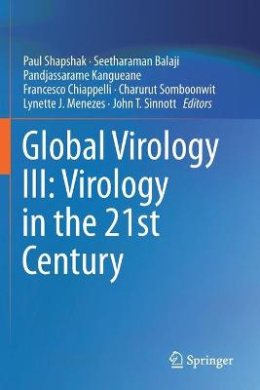 Paul Shapshak · Seetharaman Balaji
Pandjassarame Kangueane
Francesco Chiappelli · Charurut Somboonwit
Lynette J. Menezes · John T. Sinnott Editors
Global Virology
III: Virology
in the 21st
Century
Springer